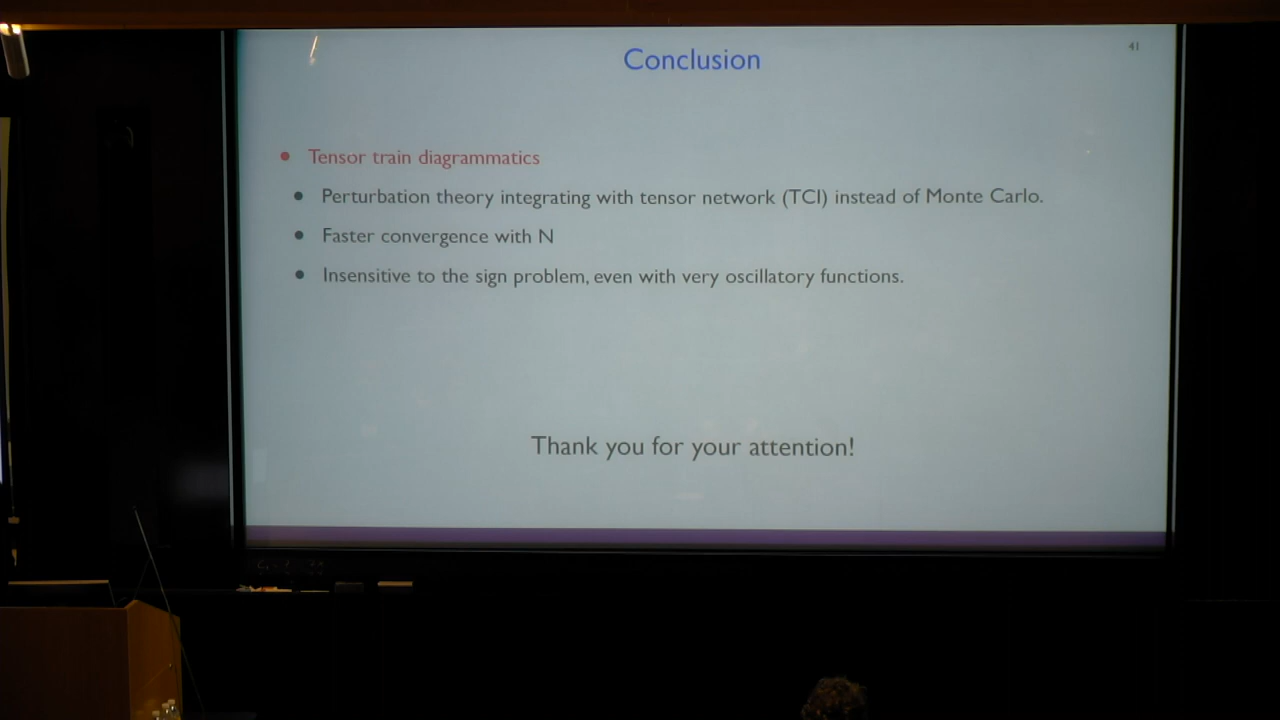 Conclusion
41
• Tensor train diagrammatics
• Perturbation theory integrating with tensor network (TCI) instead of Monte Carlo.
• Faster convergence with N
• Insensitive to the sign problem, even with very oscillatory functions.
Thank you for your attention!